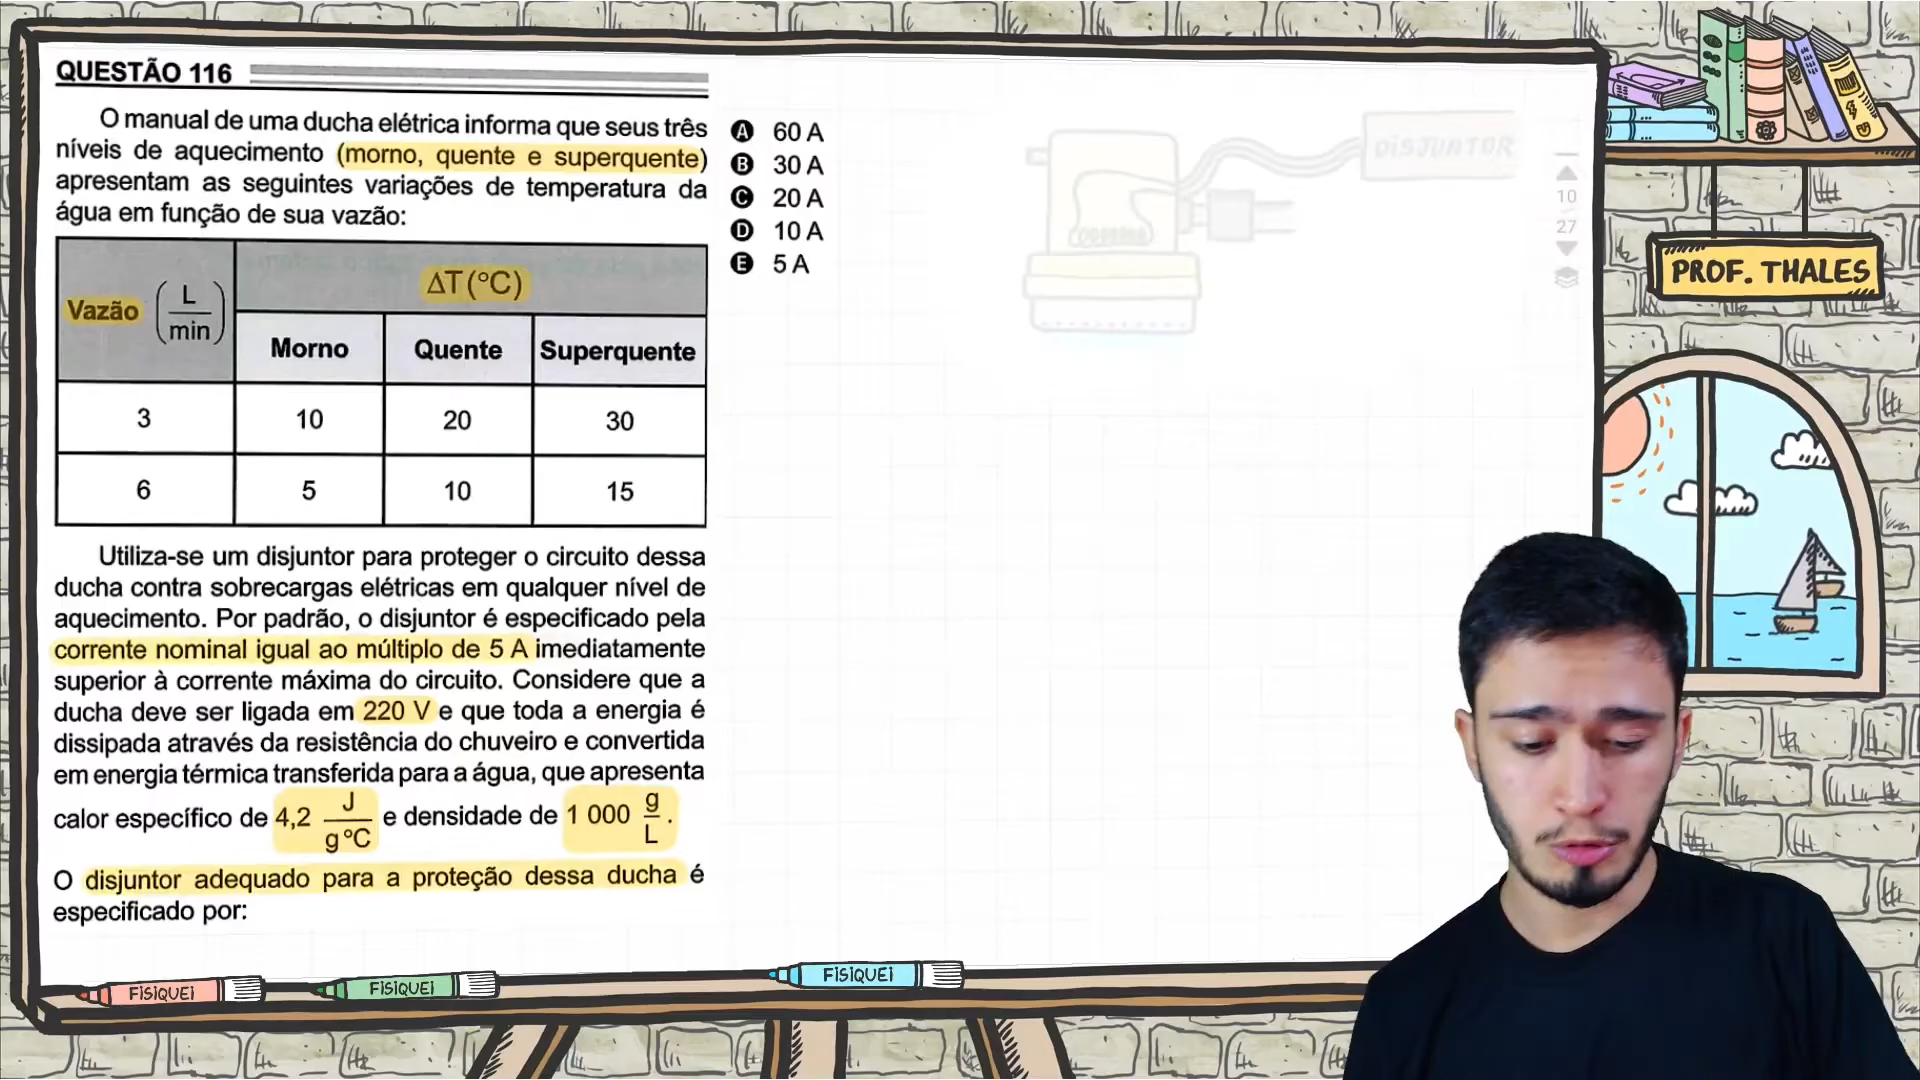 QUESTÃO 116
O manual de uma ducha elétrica informa que seus três
níveis de aquecimento (morno, quente e superquente)
apresentam as seguintes variações de temperatura da
água em função de sua vazão:
Vazão (L/min)
ΔT (°C)
Morno Quente Superquente
3 10 20 30
6 5 10 15
Utiliza-se um disjuntor para proteger o circuito dessa
ducha contra sobrecargas elétricas em qualquer nível de
aquecimento. Por padrão, o disjuntor é especificado pela
corrente nominal igual ao múltiplo de 5 A imediatamente
superior à corrente máxima do circuito. Considere que a
ducha deve ser ligada em 220 V e que toda a energia é
dissipada através da resistência do chuveiro e convertida
em energia térmica transferida para a água, que apresenta
calor específico de 4,2 J/g °C e densidade de 1 000 g/L.
O disjuntor adequado para a proteção dessa ducha é
especificado por:
A 60 A
B 30 A
C 20 A
D 10 A
E 5 A
DISJUNTOR
10
27
PROF. THALES
FISIQUEI
FISIQUEI
FISIQUEI